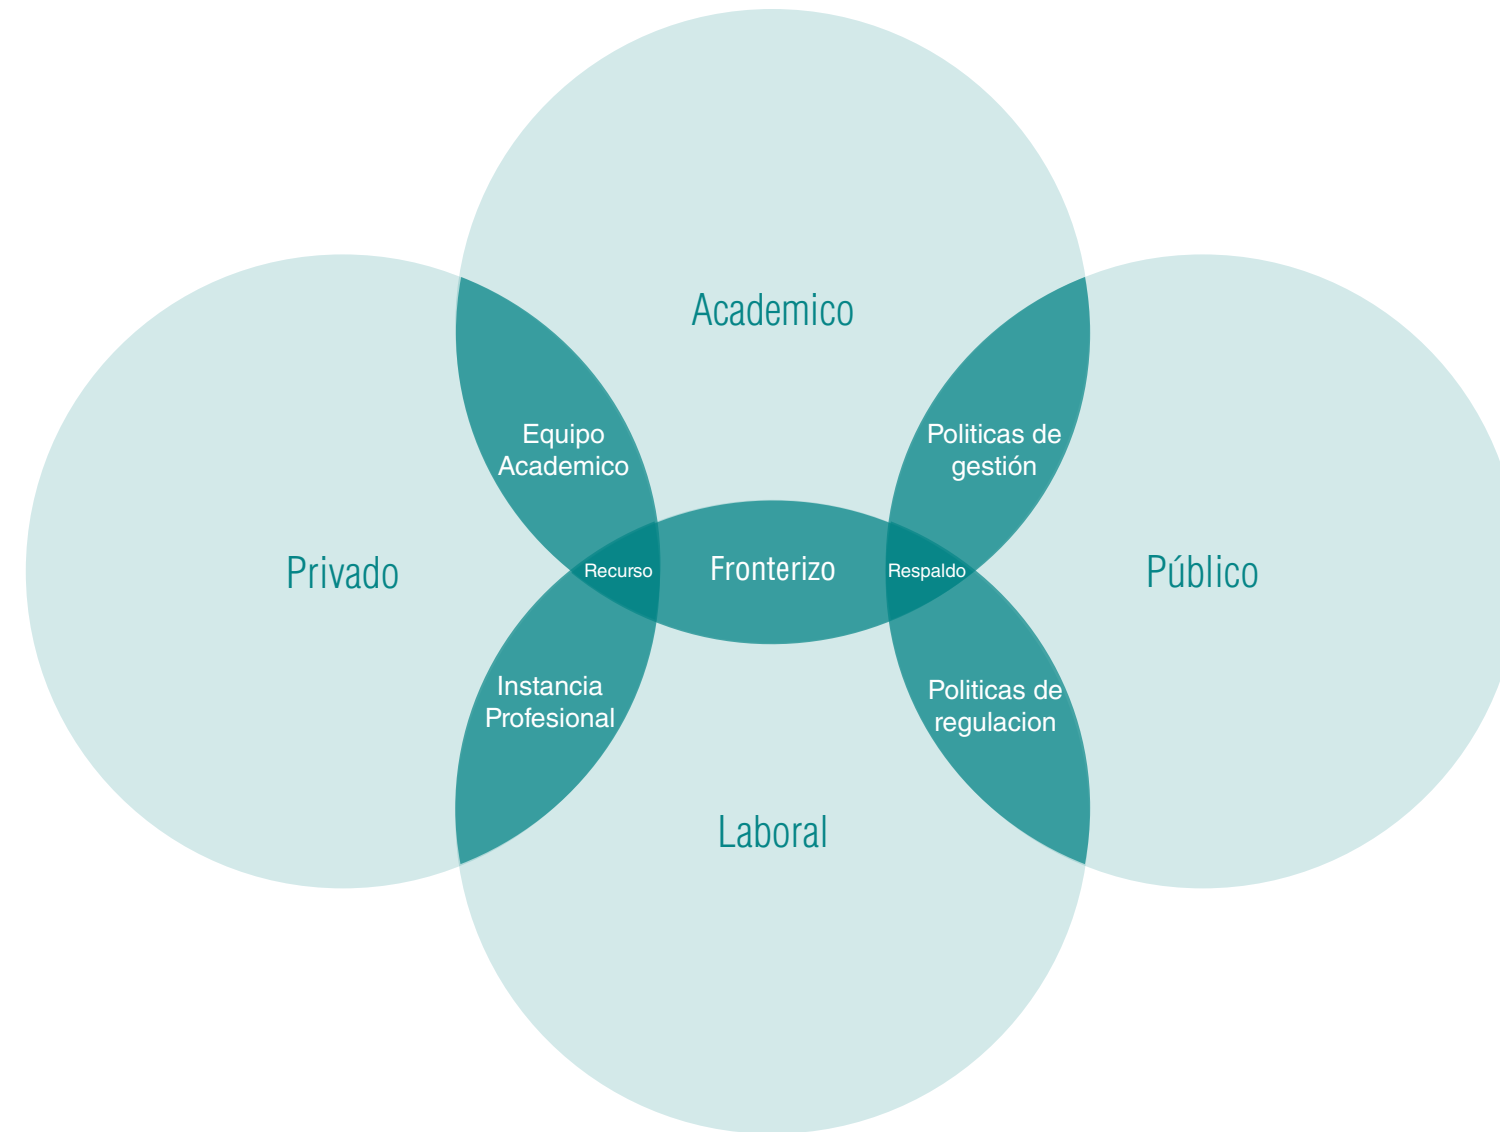 Academico
Equipo
Academico
Politicas de
gestión
Privado
Recurso
Fronterizo
Respaldo
Público
Instancia
Profesional
Politicas de
regulacion
Laboral